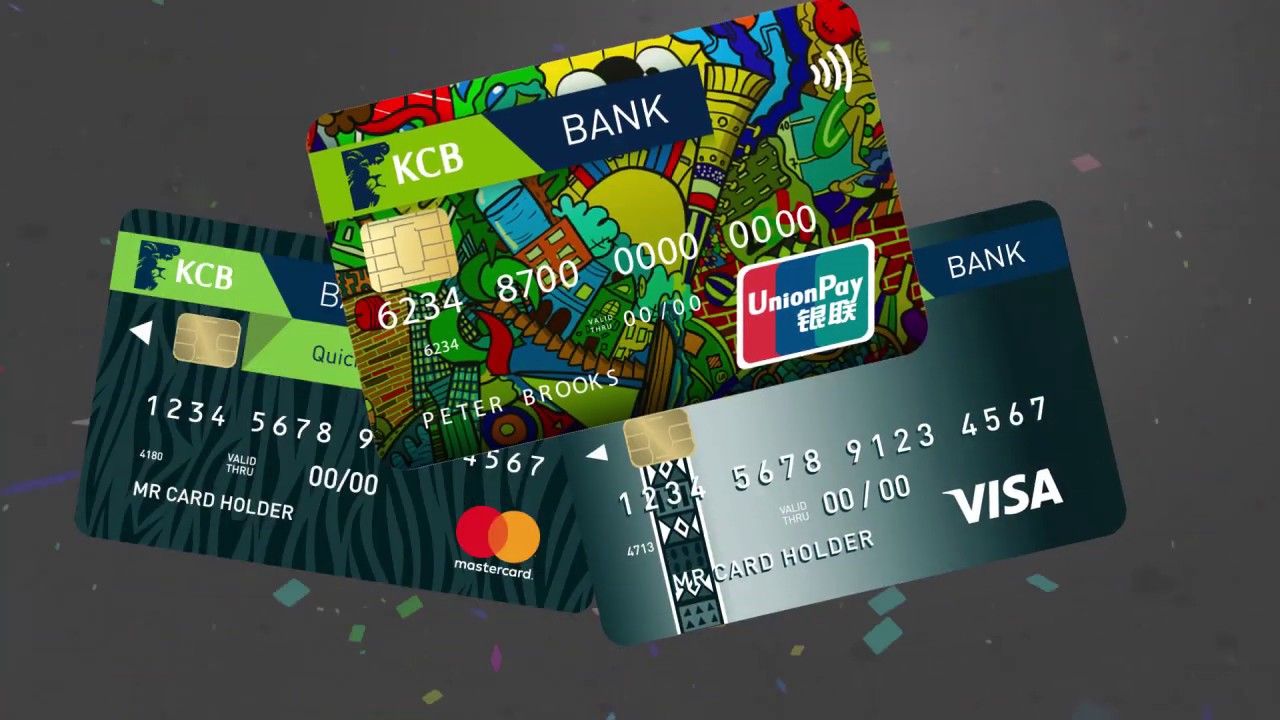 KCB BANK
6234 8700 0000 0000
6234
VALID THRU 00/00
PETER BROOKS
UnionPay
银联
KCB
1234 5678 9
4567
4180
VALID THRU 00/00
MR CARD HOLDER
mastercard.
BANK
1234 5678 9123 4567
4713
VALID THRU 00/00
MR CARD HOLDER
VISA